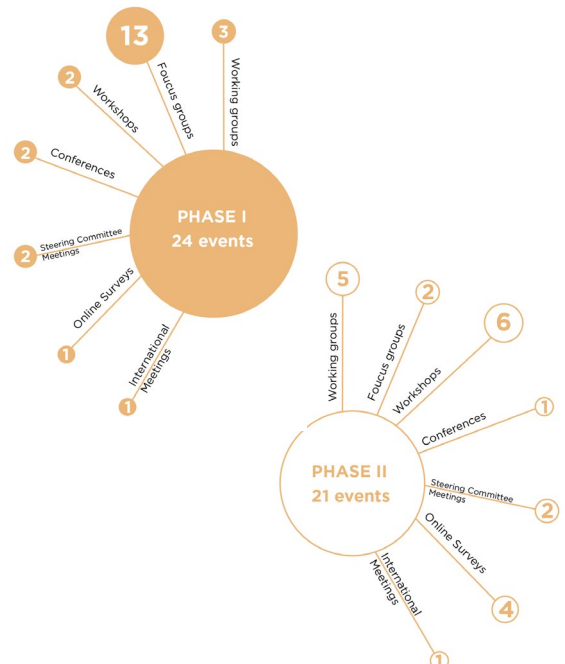 13
Foucus groups
3
Working groups
2
Workshops
2
Conferences
2
Steering Committee
Meetings
1
Online Surveys
1
International
Meetings
PHASE I
24 events
5
Working groups
2
Foucus groups
6
Workshops
1
Conferences
2
Steering Committee
Meetings
4
Online Surveys
1
International
Meetings
PHASE II
21 events